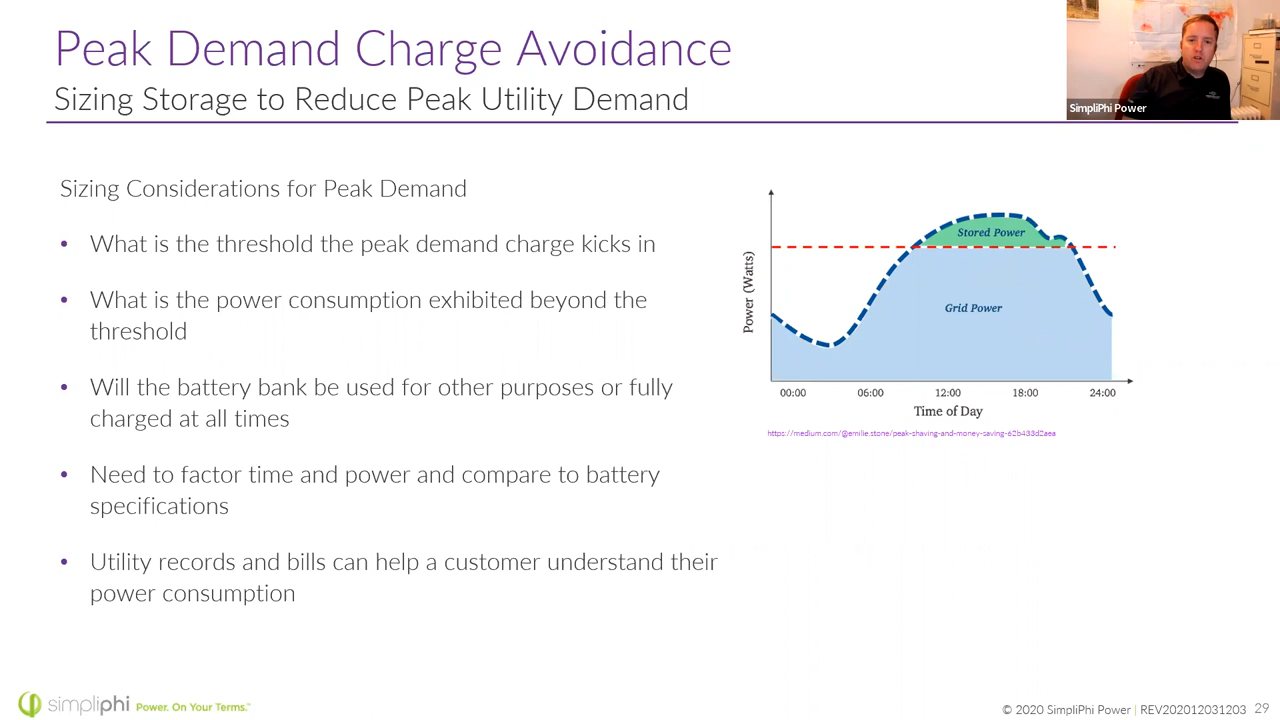 Peak Demand Charge Avoidance
Sizing Storage to Reduce Peak Utility Demand
SimpliPhi Power
Sizing Considerations for Peak Demand
• What is the threshold the peak demand charge kicks in
• What is the power consumption exhibited beyond the
threshold
• Will the battery bank be used for other purposes or fully
charged at all times
• Need to factor time and power and compare to battery
specifications
• Utility records and bills can help a customer understand their
power consumption
Power (Watts)
Stored Power
Grid Power
00:00 06:00 12:00 18:00 24:00
Time of Day
https://medium.com/@emilie.stone/peak-shaving-and-money-saving-62b433d2aea
simpliphi Power. On Your Terms.™
© 2020 SimpliPhi Power | REV202012031203 29